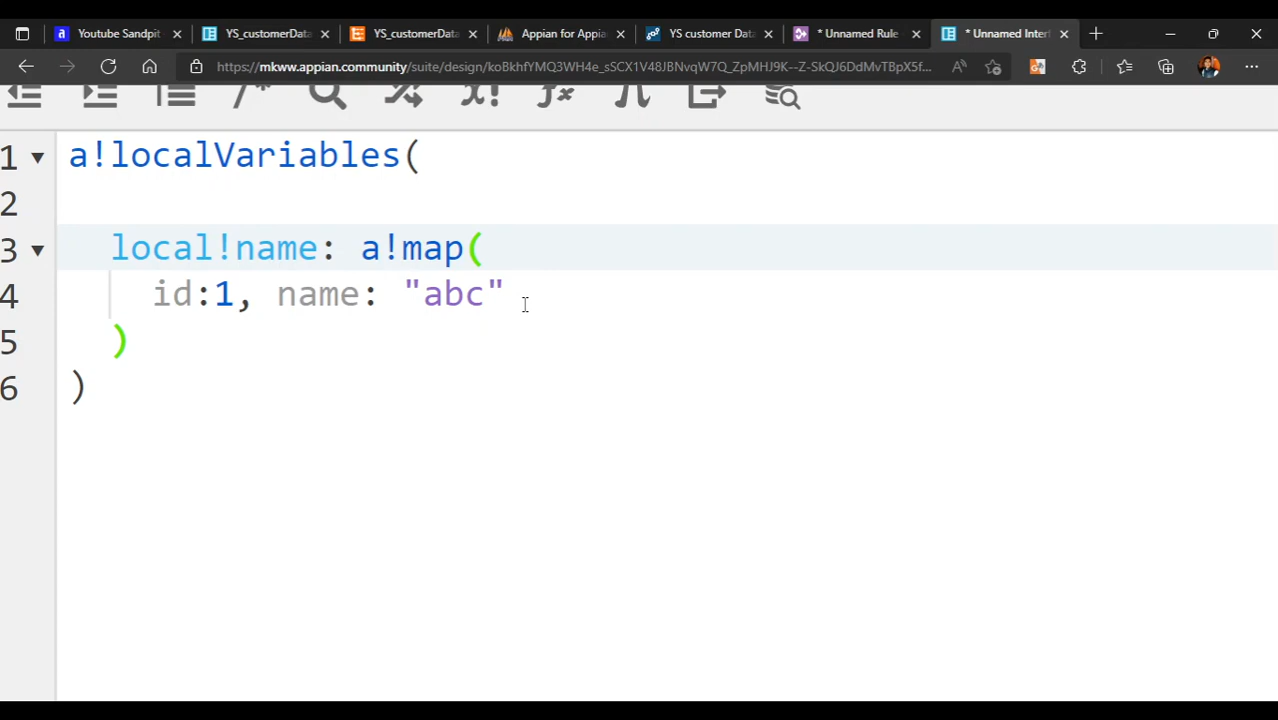 Youtube Sandpit
YS_customerData
YS_customerData
Appian for Appia
YS customer Data
* Unnamed Rule
* Unnamed Interf
https://mkww.appian.community/suite/design/koBkhfYMQ3WH4e_sSCX1V48JBNvqW7Q_ZpMHJ9K--Z-SkQJ6DdMvTBpX5f...
1 a!localVariables(
2
3 local!name: a!map(
4 id:1, name: "abc"
5 )
6 )